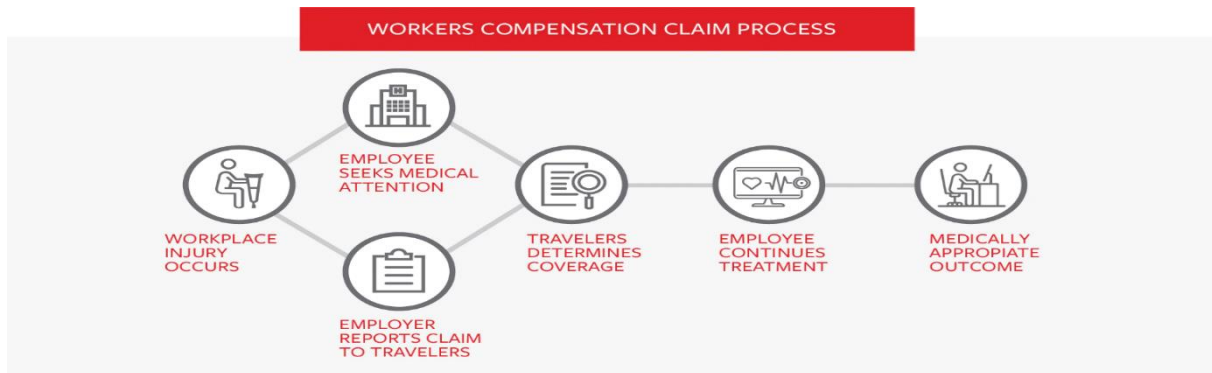 WORKERS COMPENSATION CLAIM PROCESS
EMPLOYEE
SEEKS MEDICAL
ATTENTION
WORKPLACE
INJURY
OCCURS
EMPLOYER
REPORTS CLAIM
TO TRAVELERS
TRAVELERS
DETERMINES
COVERAGE
EMPLOYEE
CONTINUES
TREATMENT
MEDICALLY
APPROPIATE
OUTCOME